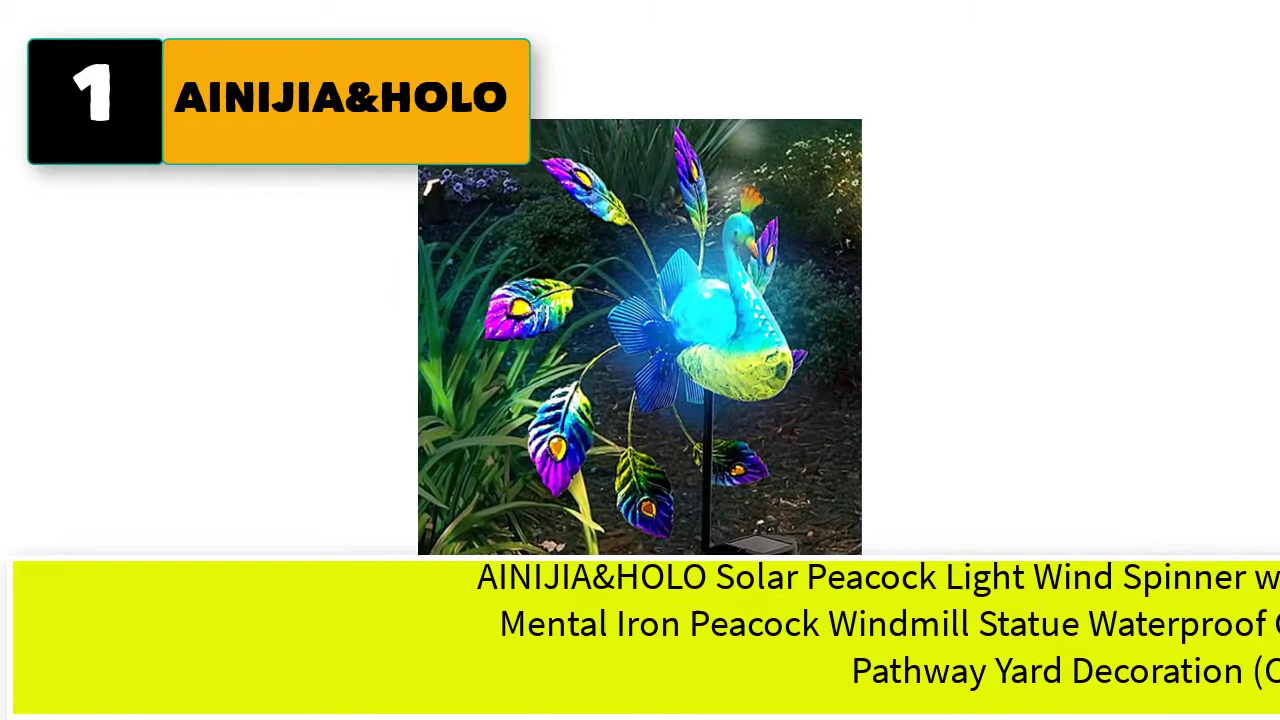 1
AINIJIA&HOLO
AINIJIA&HOLO Solar Peacock Light Wind Spinner
Mental Iron Peacock Windmill Statue Waterproof
Pathway Yard Decoration